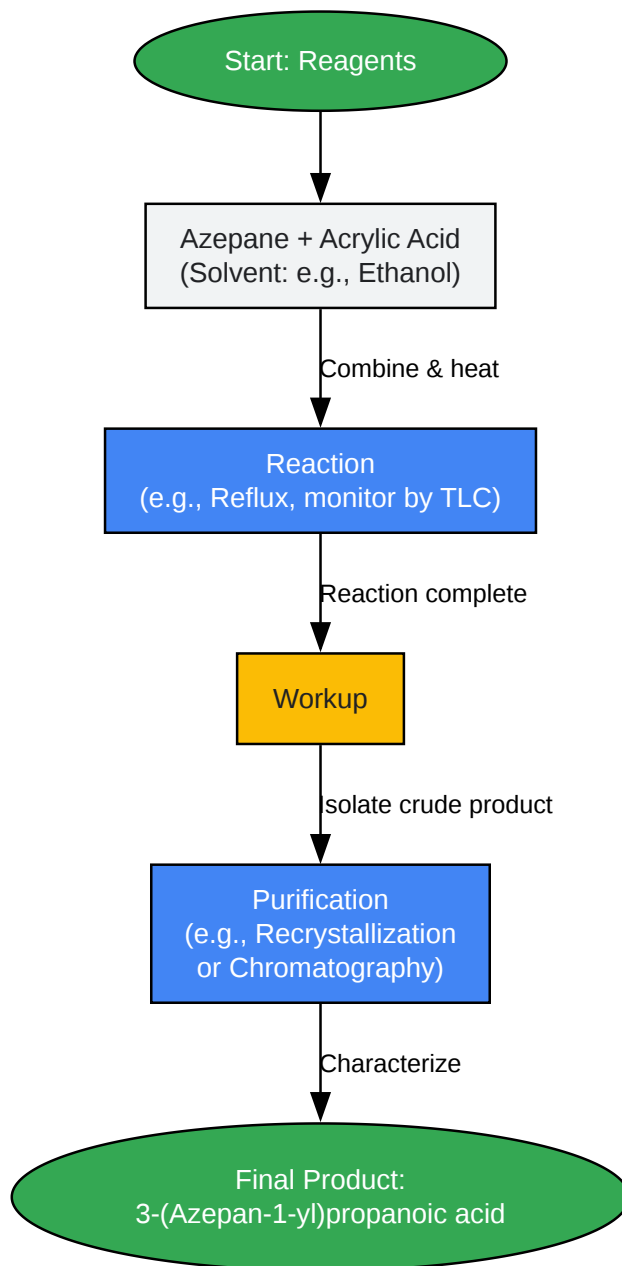 Start: Reagents
Azepane + Acrylic Acid
(Solvent: e.g., Ethanol)
Combine & heat
Reaction
(e.g., Reflux, monitor by TLC)
Reaction complete
Workup
Isolate crude product
Purification
(e.g., Recrystallization
or Chromatography)
Characterize
Final Product:
3-(Azepan-1-yl)propanoic acid